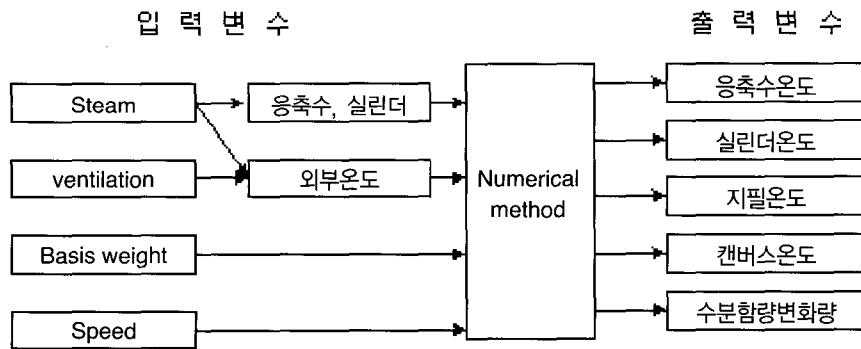 입 력 변 수
출 력 변 수
Steam
응축수, 실린더
응축수온도
실린더온도
ventilation
외부온도
Numerical
method
지필온도
Basis weight
캔버스온도
Speed
수분함량변화량